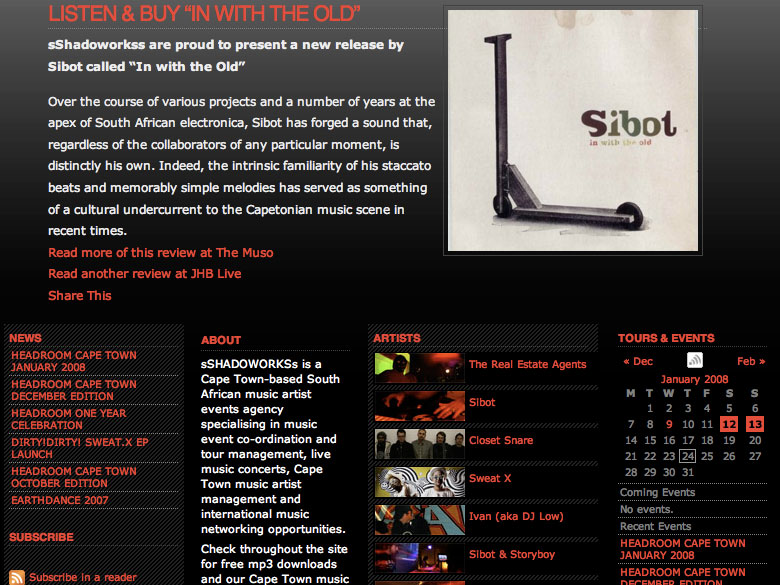 LISTEN & BUY “IN WITH THE OLD”
sShadoworkss are proud to present a new release by
Sibot called “In with the Old”
Over the course of various projects and a number of years at the
apex of South African electronica, Sibot has forged a sound that,
regardless of the collaborators of any particular moment, is
distinctly his own. Indeed, the intrinsic familiarity of his staccato
beats and memorably simple melodies has served as something
of a cultural undercurrent to the Capetonian music scene in
recent times.
Read more of this review at The Muso
Read another review at JHB Live
Share This
Sibot
in with the old
NEWS
HEADROOM CAPE TOWN
JANUARY 2008
HEADROOM CAPE TOWN
DECEMBER EDITION
HEADROOM ONE YEAR
CELEBRATION
DIRTY!DIRTY! SWEAT.X EP
LAUNCH
HEADROOM CAPE TOWN
OCTOBER EDITION
EARTHDANCE 2007
SUBSCRIBE
Subscribe in a reader
ABOUT
sSHADOWORKSs is a
Cape Town-based South
African music artist
events agency
specialising in music
event co-ordination and
tour management, live
music concerts, Cape
Town music artist
management and
international music
networking opportunities.
Check throughout the site
for free mp3 downloads
and our Cape Town music
ARTISTS
The Real Estate Agents
Sibot
Closet Snare
Sweat X
Ivan (aka DJ Low)
Sibot & Storyboy
TOURS & EVENTS
« Dec Feb »
January 2008
M T W T F S S
1 2 3 4 5 6
7 8 9 10 11 12 13
14 15 16 17 18 19 20
21 22 23 24 25 26 27
28 29 30 31
Coming Events
No events.
Recent Events
HEADROOM CAPE TOWN
JANUARY 2008
HEADROOM CAPE TOWN
DECEMBER EDITION